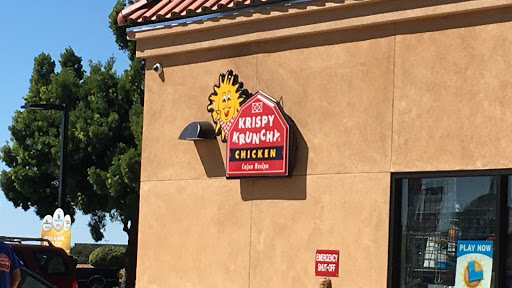 KRISPY
KRUNCHY
CHICKEN
Cajun Recipe
EMERGENCY
SHUT-OFF
PLAY NOW